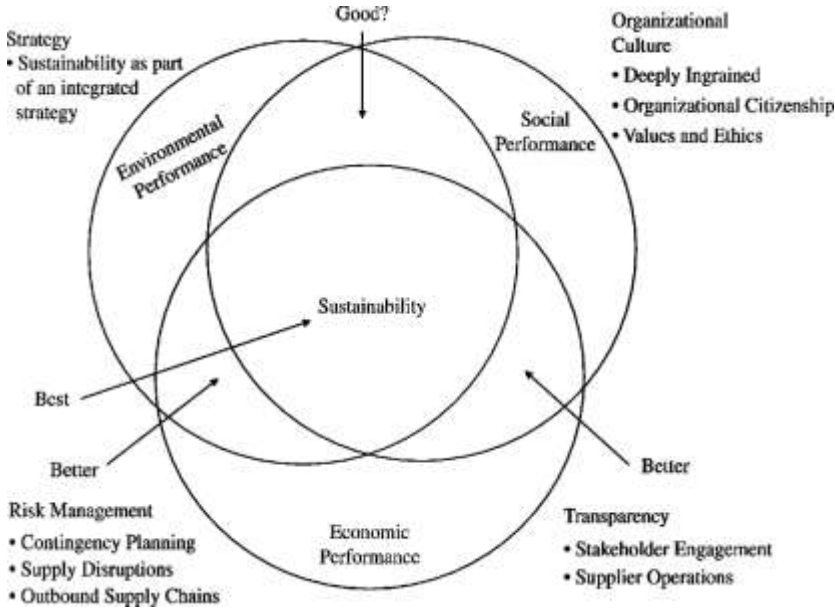 Good?
Strategy
• Sustainability as part
of an integrated
strategy
Organizational
Culture
• Deeply Ingrained
• Organizational Citizenship
• Values and Ethics
Environmental
Performance
Social
Performance
Sustainability
Best
Better
Better
Risk Management
• Contingency Planning
• Supply Disruptions
• Outbound Supply Chains
Economic
Performance
Transparency
• Stakeholder Engagement
• Supplier Operations